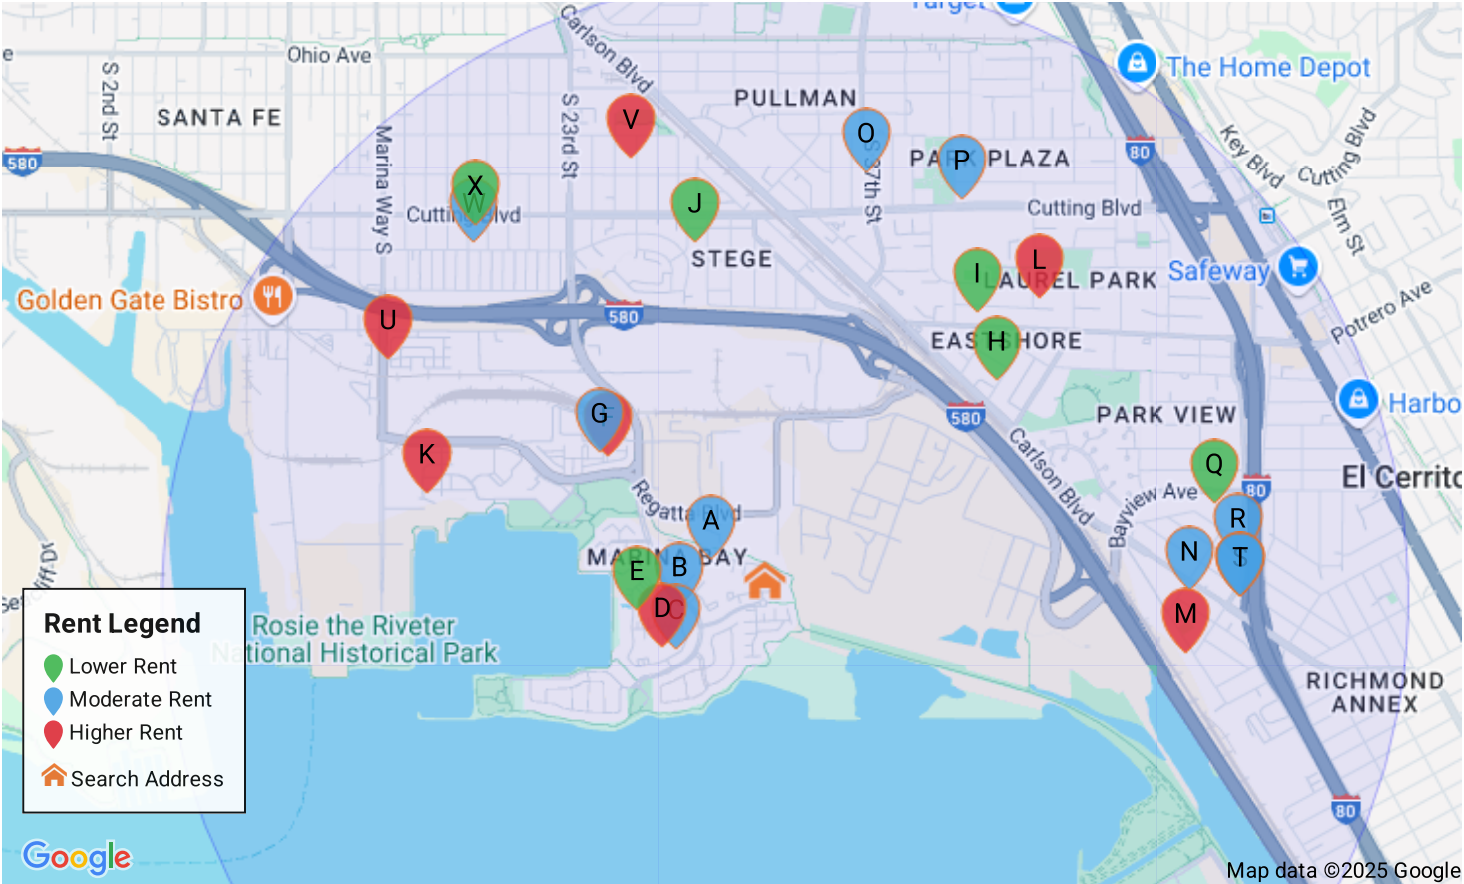 Target
Carlson Blvd
Ohio Ave
e
The Home Depot
S 2nd St
SANTA FE
PULLMAN
V
O
80
580
Marina Way S
S 23rd St
S 37th St
PARK PLAZA
P
Key Blvd
Cutting Blvd
X
W
Cutting Blvd
J
Cutting Blvd
Elm St
STEGE
L
I
LAUREL PARK
Safeway
Golden Gate Bistro
U
580
Potrero Ave
EASTSHORE
H
G
580
PARK VIEW
Harbo
K
Carlson Blvd
Q
El Cerrito
80
Bayview Ave
Regatta Blvd
A
R
MARINA BAY
N
T
S
E
B
D
C
M
Rent Legend
Lower Rent
Moderate Rent
Higher Rent
Search Address
Rosie the Riveter
National Historical Park
RICHMOND
ANNEX
80
Google
Map data ©2025 Google